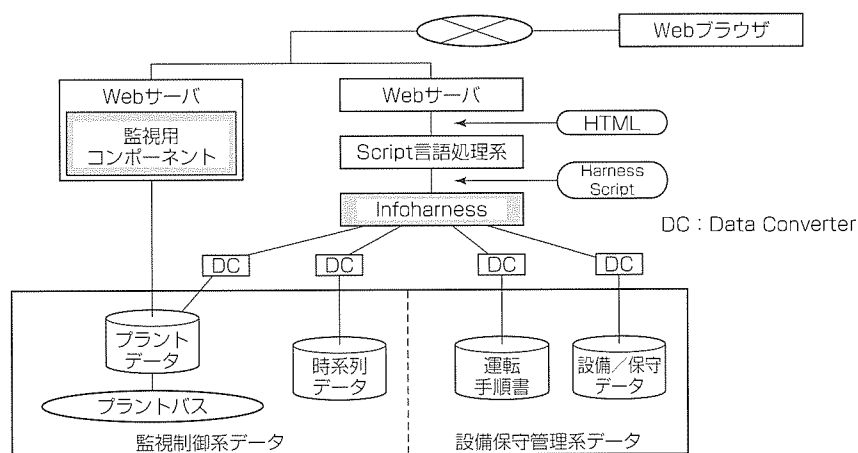 Webブラウザ
Webサーバ
監視用
コンポーネント
Webサーバ
HTML
Script言語処理系
Harness
Script
Infoharness
DC：Data Converter
DC
DC
DC
DC
プラント
データ
時系列
データ
運転
手順書
設備／保守
データ
プラントバス
監視制御系データ
設備保守管理系データ